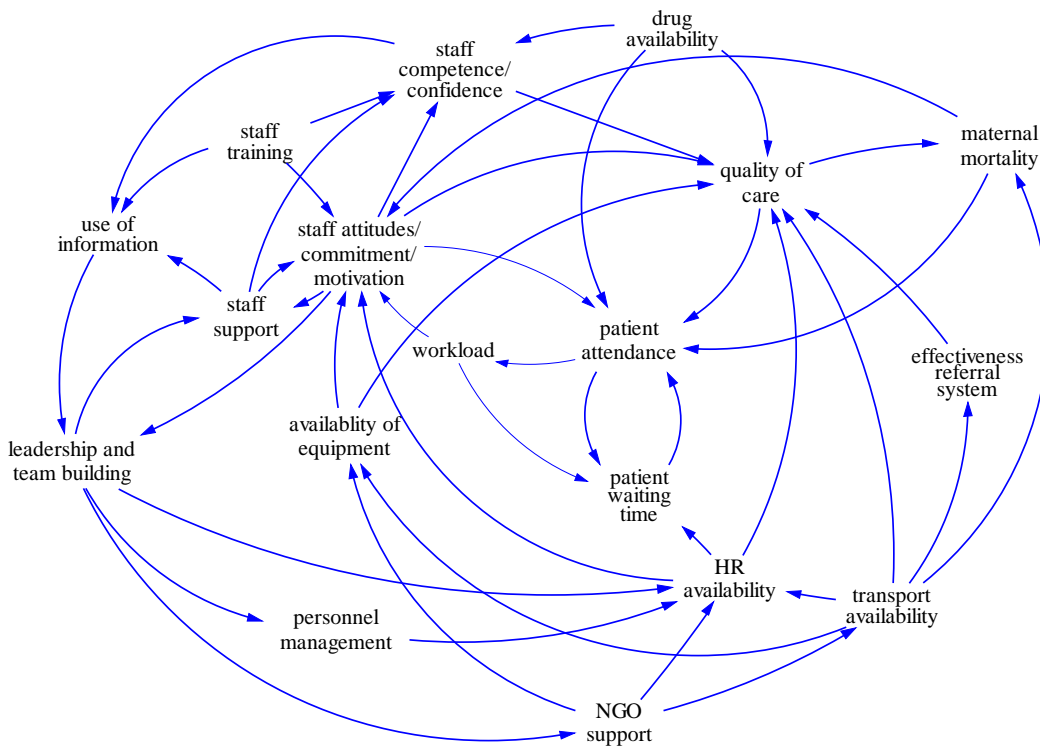 drug
availability
staff
competence/
confidence
staff
training
maternal
mortality
quality of
care
use of
information
staff attitudes/
commitment/
motivation
staff
support
patient
attendance
workload
effectiveness
referral
system
leadership and
team building
availablity of
equipment
patient
waiting
time
HR
availability
transport
availability
personnel
management
NGO
support